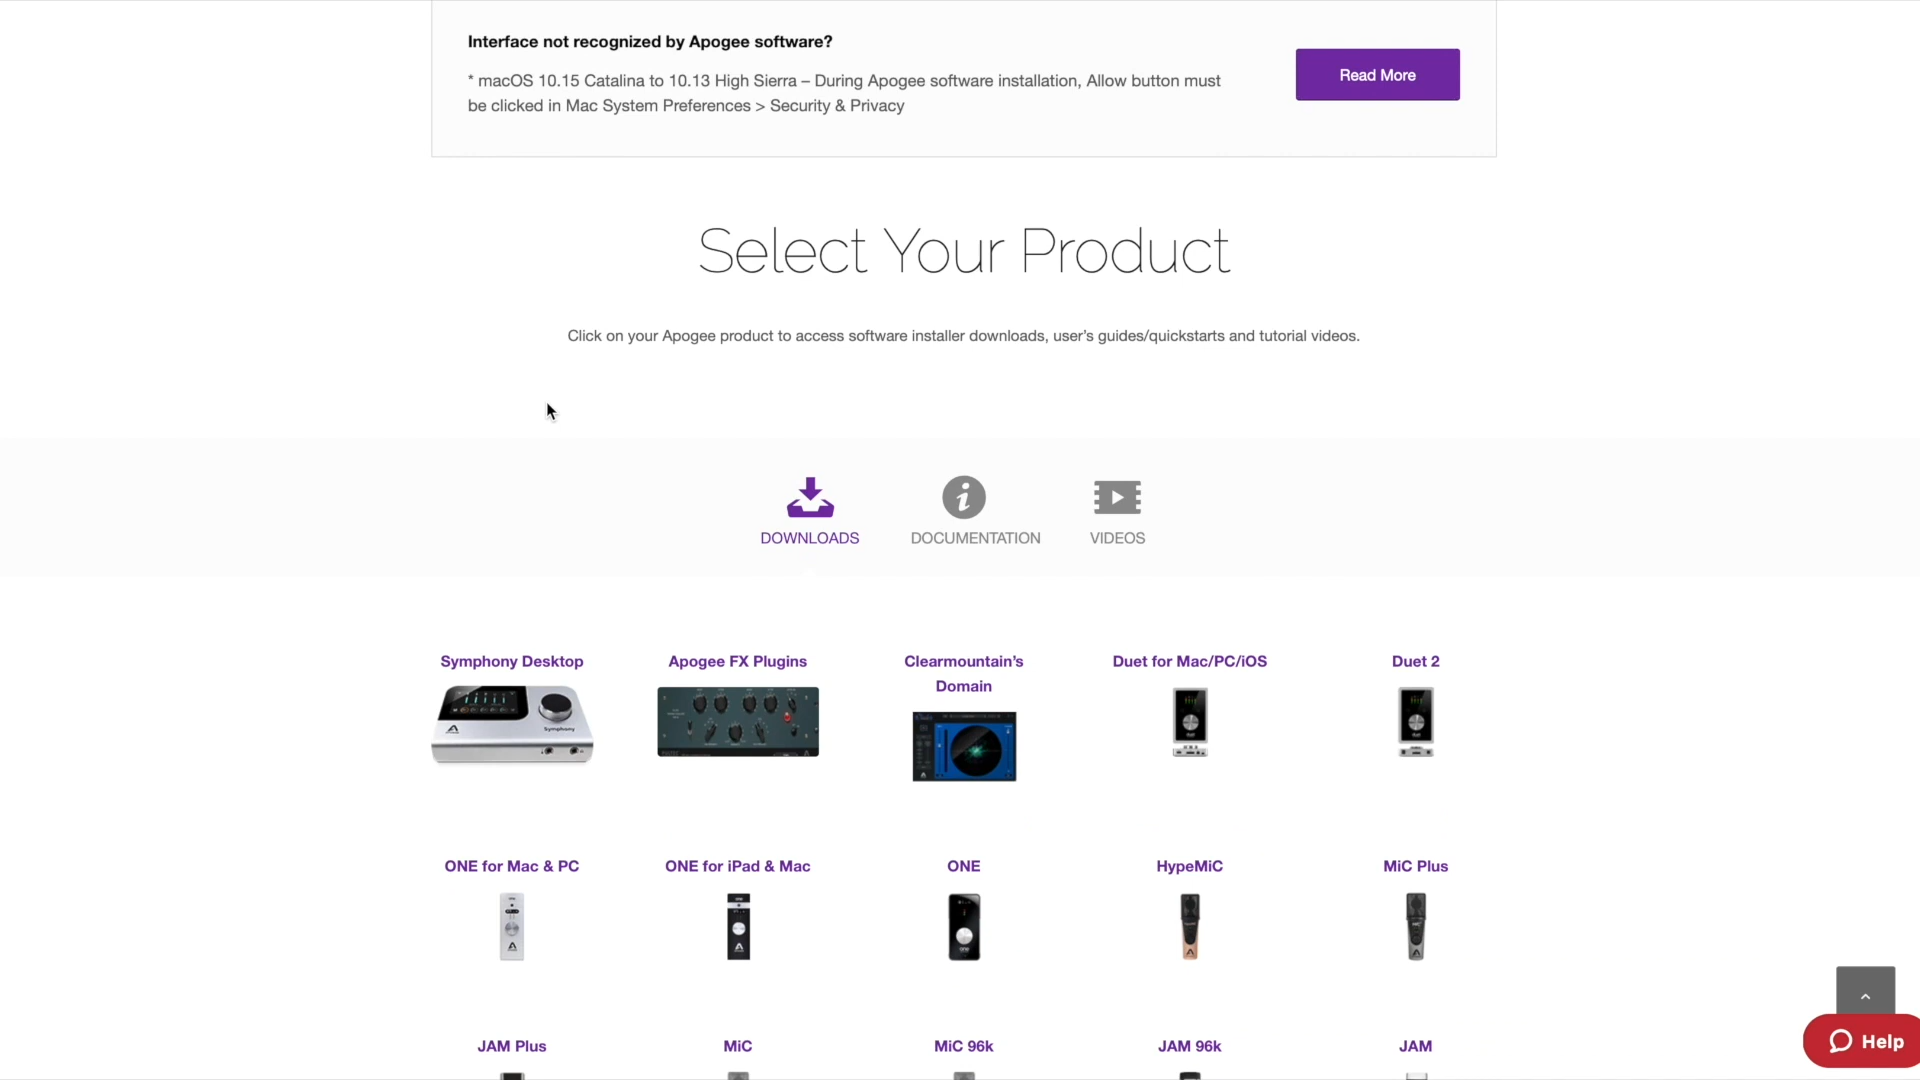 Interface not recognized by Apogee software?
* macOS 10.15 Catalina to 10.13 High Sierra – During Apogee software installation, Allow button must
be clicked in Mac System Preferences > Security & Privacy
Read More
Select Your Product
Click on your Apogee product to access software installer downloads, user’s guides/quickstarts and tutorial videos.
DOWNLOADS
DOCUMENTATION
VIDEOS
Symphony Desktop
Apogee FX Plugins
Clearmountain’s
Domain
Duet for Mac/PC/iOS
Duet 2
Symphony
ONE for Mac & PC
ONE for iPad & Mac
ONE
HypeMiC
MiC Plus
JAM Plus
MiC
MiC 96k
JAM 96k
JAM
Help